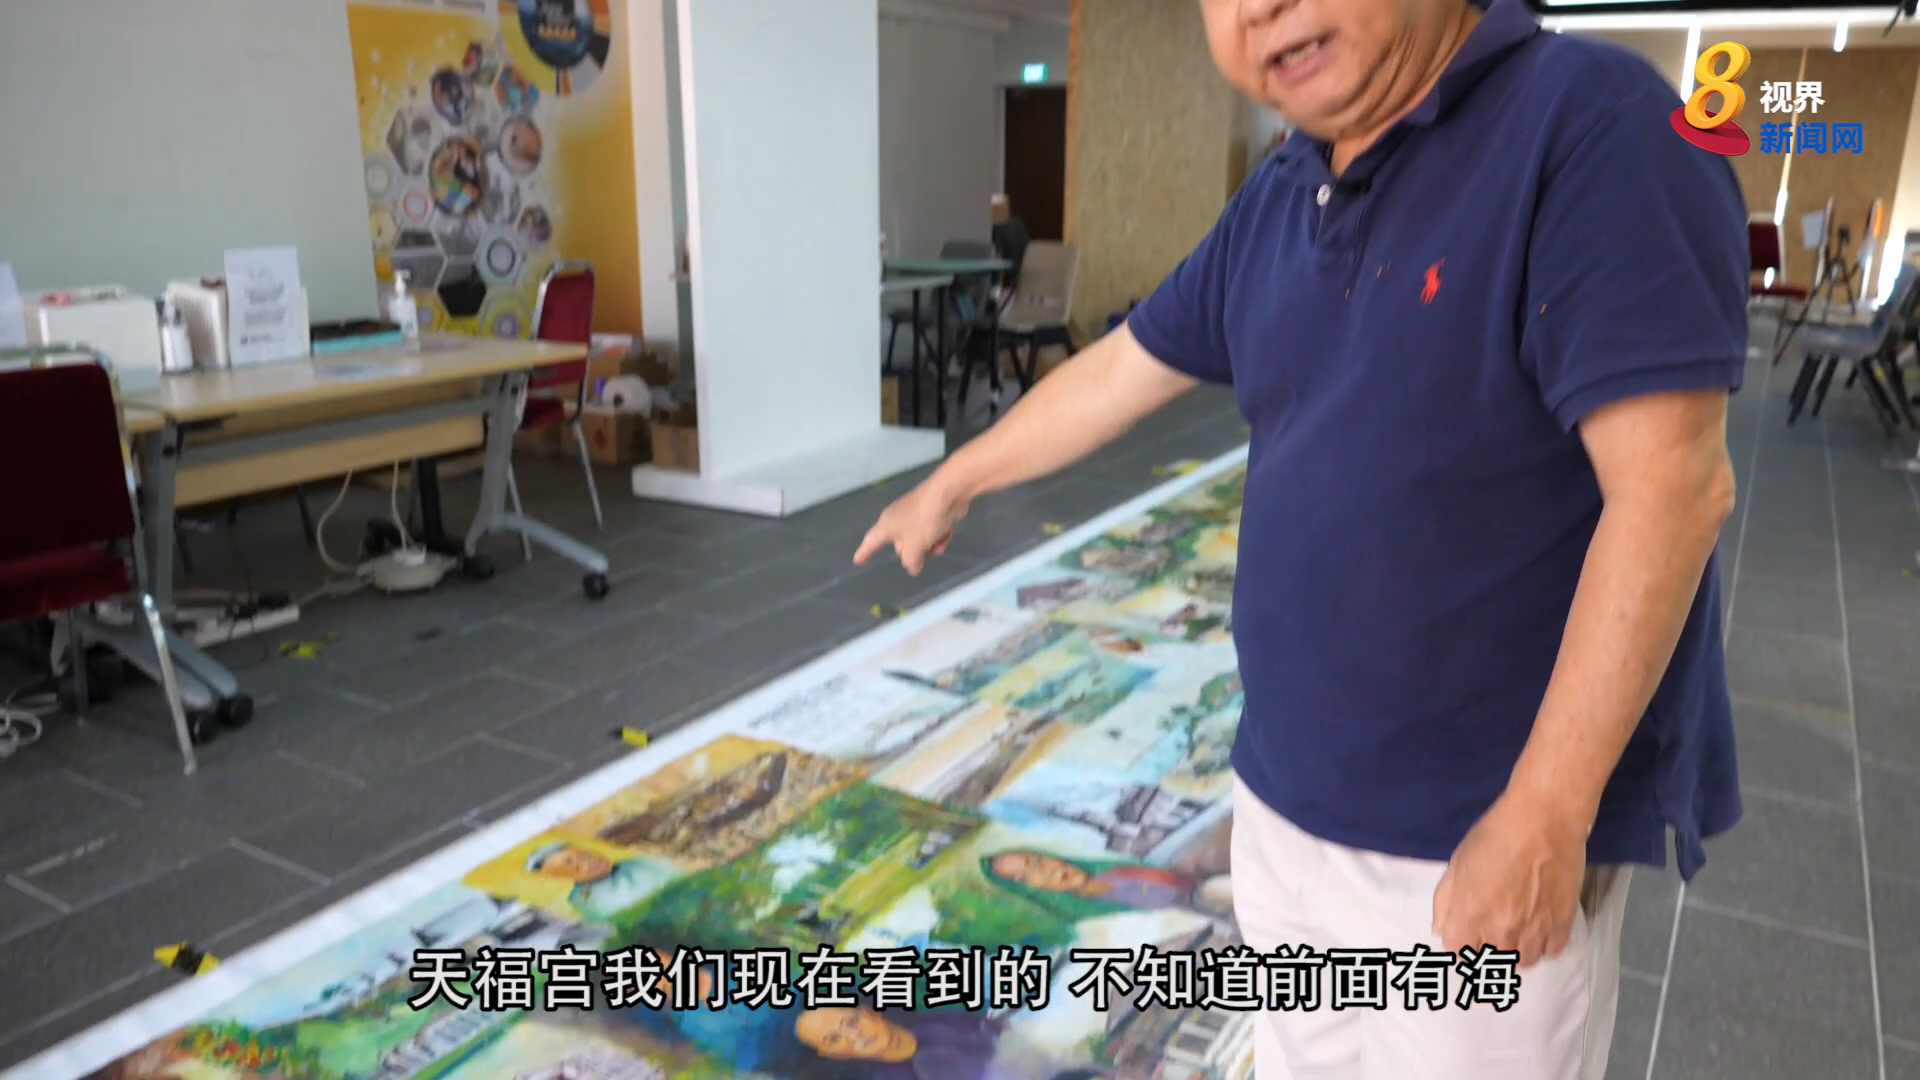 8视界
新闻网
天福宫我们现在看到的 不知道前面有海